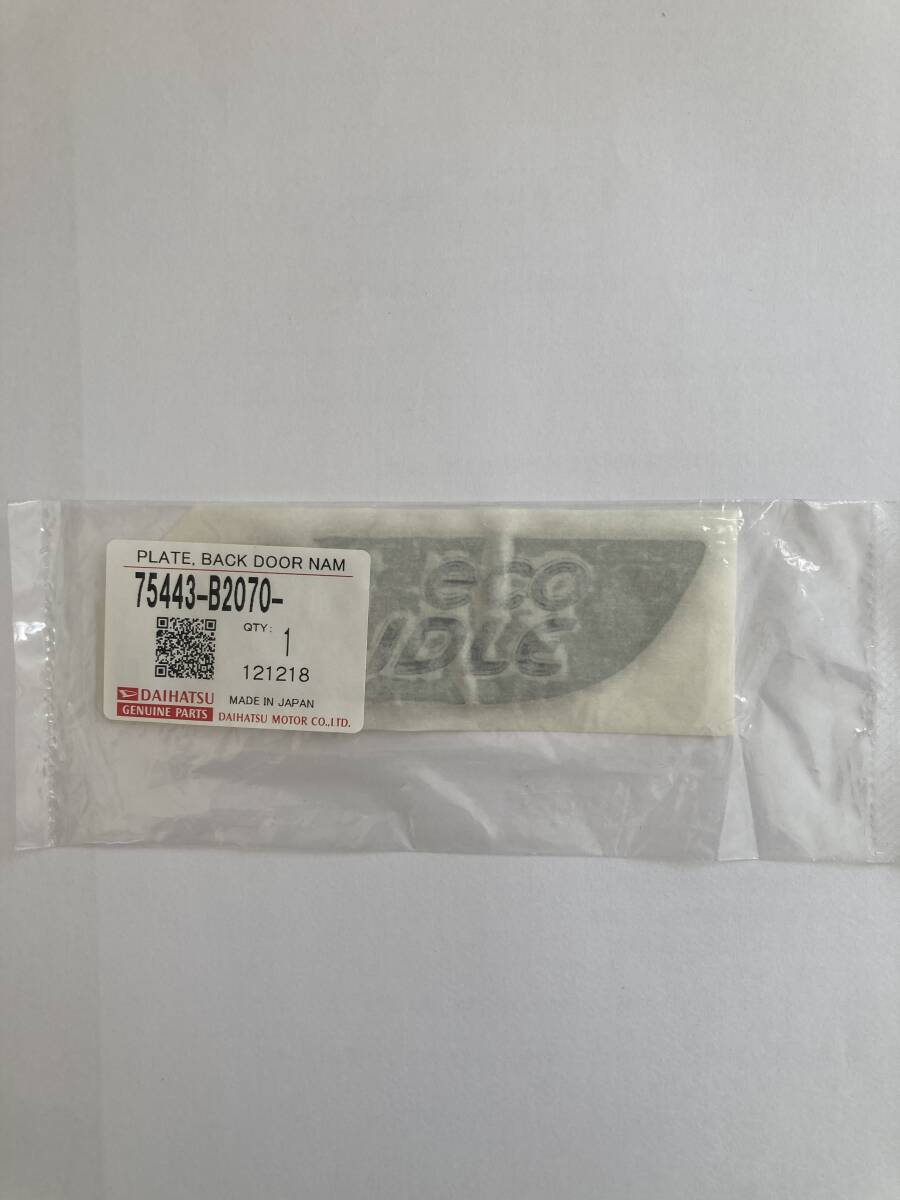 PLATE, BACK DOOR NAM
75443-B2070-
QTY: 1
121218
DAIHATSU
GENUINE PARTS
MADE IN JAPAN
DAIHATSU MOTOR CO.,LTD.
eco
IDLE